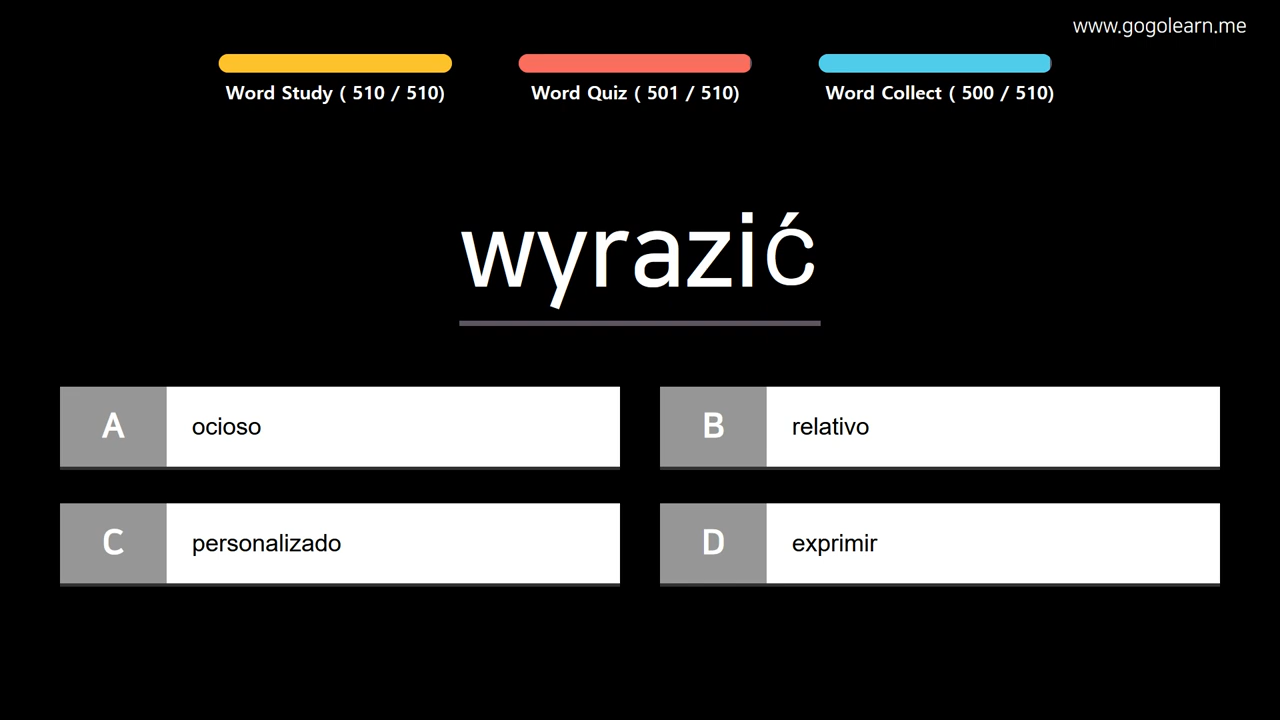 www.gogolearn.me
Word Study ( 510 / 510)
Word Quiz ( 501 / 510)
Word Collect ( 500 / 510)
wyrazić
A
ocioso
B
relativo
C
personalizado
D
exprimir